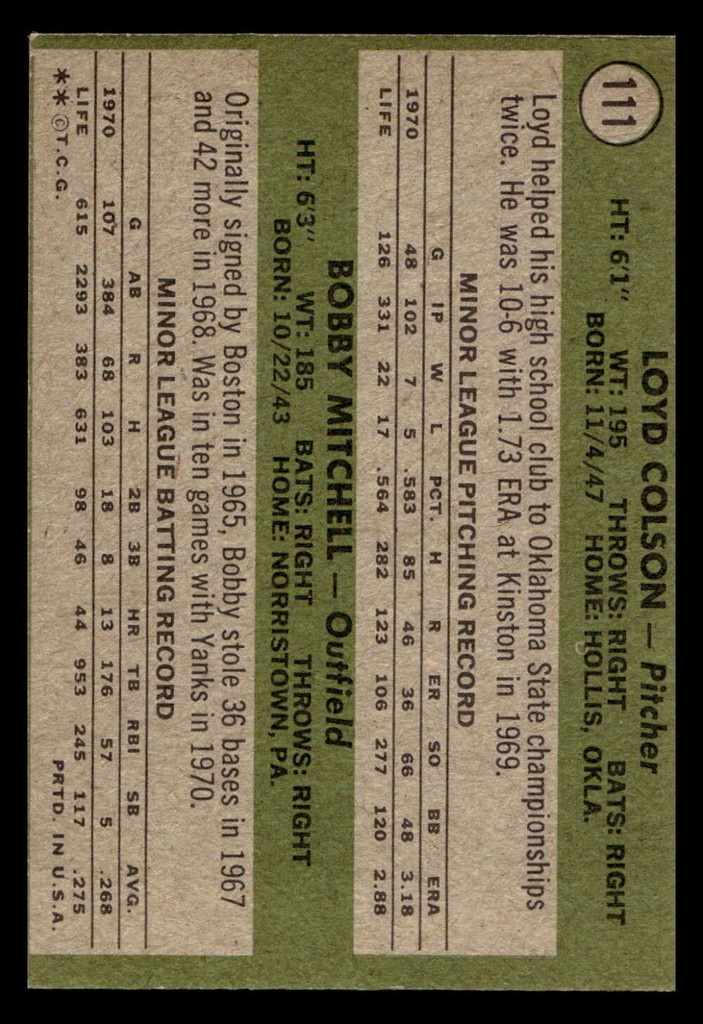 111
LOYD COLSON — Pitcher
HT: 6'1" WT: 195 THROWS: RIGHT BATS: RIGHT
BORN: 11/4/47 HOME: HOLLIS, OKLA.
Loyd helped his high school club to Oklahoma State championships
twice. He was 10-6 with 1.73 ERA at Kinston in 1969.
MINOR LEAGUE PITCHING RECORD
G IP W L PCT. H R ER SO BB ERA
1970 48 102 7 5 .583 85 46 36 66 48 3.18
LIFE 126 331 22 17 .564 282 123 106 277 120 2.88
BOBBY MITCHELL — Outfield
HT: 6'3" WT: 185 BATS: RIGHT THROWS: RIGHT
BORN: 10/22/43 HOME: NORRISTOWN, PA.
Originally signed by Boston in 1965, Bobby stole 36 bases in 1967
and 42 more in 1968. Was in ten games with Yanks in 1970.
MINOR LEAGUE BATTING RECORD
G AB R H 2B 3B HR TB RBI SB AVG.
1970 107 384 68 103 18 8 13 176 57 5 .268
LIFE 615 2293 383 631 98 46 44 953 245 117 .275
**©T.C.G. PRTD. IN U.S.A.